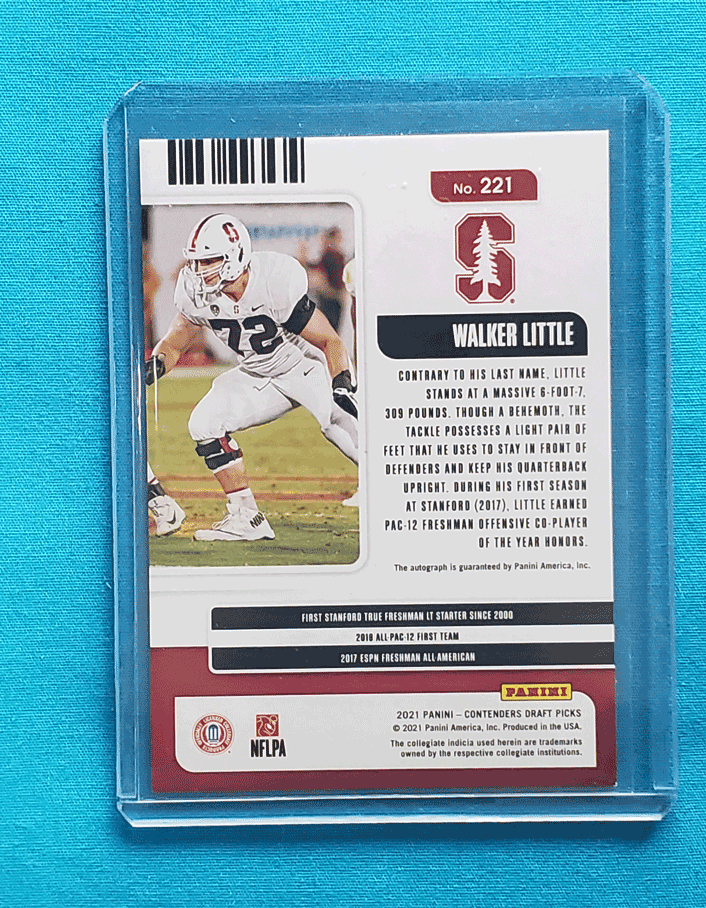 No. 221
S
S
72
WALKER LITTLE
CONTRARY TO HIS LAST NAME, LITTLE
STANDS AT A MASSIVE 6-FOOT-7,
309 POUNDS. THOUGH A BEHEMOTH, THE
TACKLE POSSESSES A LIGHT PAIR OF
FEET THAT HE USES TO STAY IN FRONT OF
DEFENDERS AND KEEP HIS QUARTERBACK
UPRIGHT. DURING HIS FIRST SEASON
AT STANFORD (2017), LITTLE EARNED
PAC-12 FRESHMAN OFFENSIVE CO-PLAYER
OF THE YEAR HONORS.
The autograph is guaranteed by Panini America, Inc.
FIRST STANFORD TRUE FRESHMAN LT STARTER SINCE 2000
2018 ALL-PAC-12 FIRST TEAM
2017 ESPN FRESHMAN ALL-AMERICAN
PANINI
2021 PANINI – CONTENDERS DRAFT PICKS
© 2021 Panini America, Inc. Produced in the USA.
The collegiate indicia used herein are trademarks
owned by the respective collegiate institutions.
NFLPA